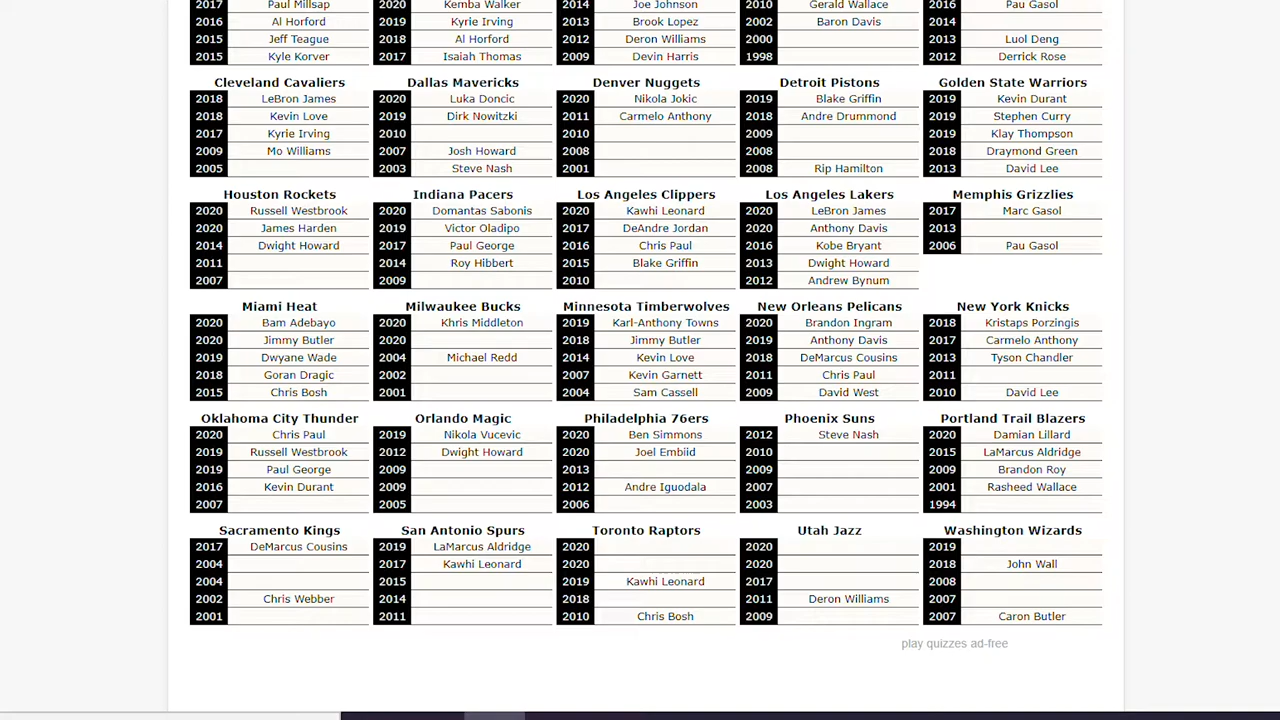 2017 Paul Millsap 2020 Kemba Walker 2014 Joe Johnson 2010 Gerald Wallace 2016 Pau Gasol
2016 Al Horford 2019 Kyrie Irving 2013 Brook Lopez 2002 Baron Davis 2014
2015 Jeff Teague 2018 Al Horford 2012 Deron Williams 2000 2013 Luol Deng
2015 Kyle Korver 2017 Isaiah Thomas 2009 Devin Harris 1998 2012 Derrick Rose
Cleveland Cavaliers Dallas Mavericks Denver Nuggets Detroit Pistons Golden State Warriors
2018 LeBron James 2020 Luka Doncic 2020 Nikola Jokic 2019 Blake Griffin 2019 Kevin Durant
2018 Kevin Love 2019 Dirk Nowitzki 2011 Carmelo Anthony 2018 Andre Drummond 2019 Stephen Curry
2017 Kyrie Irving 2010 2010 2009 2019 Klay Thompson
2009 Mo Williams 2007 Josh Howard 2008 2008 2018 Draymond Green
2005 2003 Steve Nash 2001 2008 Rip Hamilton 2013 David Lee
Houston Rockets Indiana Pacers Los Angeles Clippers Los Angeles Lakers Memphis Grizzlies
2020 Russell Westbrook 2020 Domantas Sabonis 2020 Kawhi Leonard 2020 LeBron James 2017 Marc Gasol
2020 James Harden 2019 Victor Oladipo 2017 DeAndre Jordan 2020 Anthony Davis 2013
2014 Dwight Howard 2017 Paul George 2016 Chris Paul 2016 Kobe Bryant 2006 Pau Gasol
2011 2014 Roy Hibbert 2015 Blake Griffin 2013 Dwight Howard
2007 2009 2010 2012 Andrew Bynum
Miami Heat Milwaukee Bucks Minnesota Timberwolves New Orleans Pelicans New York Knicks
2020 Bam Adebayo 2020 Khris Middleton 2019 Karl-Anthony Towns 2020 Brandon Ingram 2018 Kristaps Porzingis
2020 Jimmy Butler 2020 2018 Jimmy Butler 2019 Anthony Davis 2017 Carmelo Anthony
2019 Dwyane Wade 2004 Michael Redd 2014 Kevin Love 2018 DeMarcus Cousins 2013 Tyson Chandler
2018 Goran Dragic 2002 2007 Kevin Garnett 2011 Chris Paul 2011
2015 Chris Bosh 2001 2004 Sam Cassell 2009 David West 2010 David Lee
Oklahoma City Thunder Orlando Magic Philadelphia 76ers Phoenix Suns Portland Trail Blazers
2020 Chris Paul 2019 Nikola Vucevic 2020 Ben Simmons 2012 Steve Nash 2020 Damian Lillard
2019 Russell Westbrook 2012 Dwight Howard 2020 Joel Embiid 2010 2015 LaMarcus Aldridge
2019 Paul George 2009 2013 2009 2009 Brandon Roy
2016 Kevin Durant 2009 2012 Andre Iguodala 2007 2001 Rasheed Wallace
2007 2005 2006 2003 1994
Sacramento Kings San Antonio Spurs Toronto Raptors Utah Jazz Washington Wizards
2017 DeMarcus Cousins 2019 LaMarcus Aldridge 2020 2020 2019
2004 2017 Kawhi Leonard 2020 2020 2018 John Wall
2004 2015 2019 Kawhi Leonard 2017 2008
2002 Chris Webber 2014 2018 2011 Deron Williams 2007
2001 2011 2010 Chris Bosh 2009 2007 Caron Butler
play quizzes ad-free